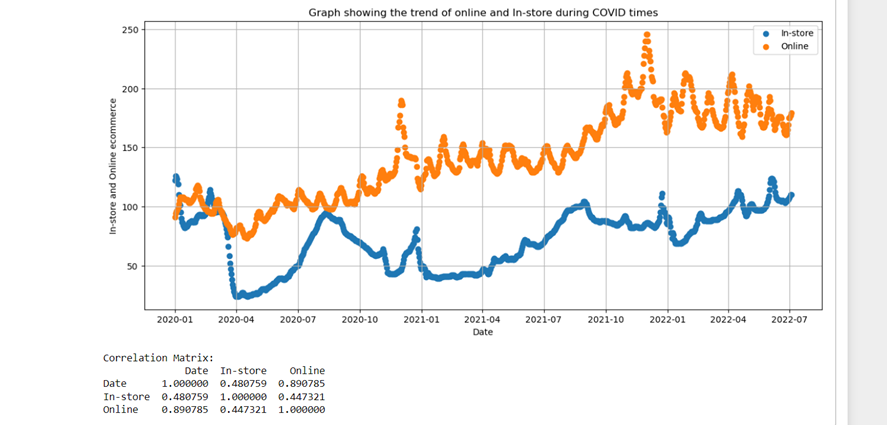 Graph showing the trend of online and In-store during COVID times
In-store
Online
250
200
150
100
50
In-store and Online ecommerce
2020-01 2020-04 2020-07 2020-10 2021-01 2021-04 2021-07 2021-10 2022-01 2022-04 2022-07
Date
Correlation Matrix:
Date In-store Online
Date 1.000000 0.480759 0.890785
In-store 0.480759 1.000000 0.447321
Online 0.890785 0.447321 1.000000